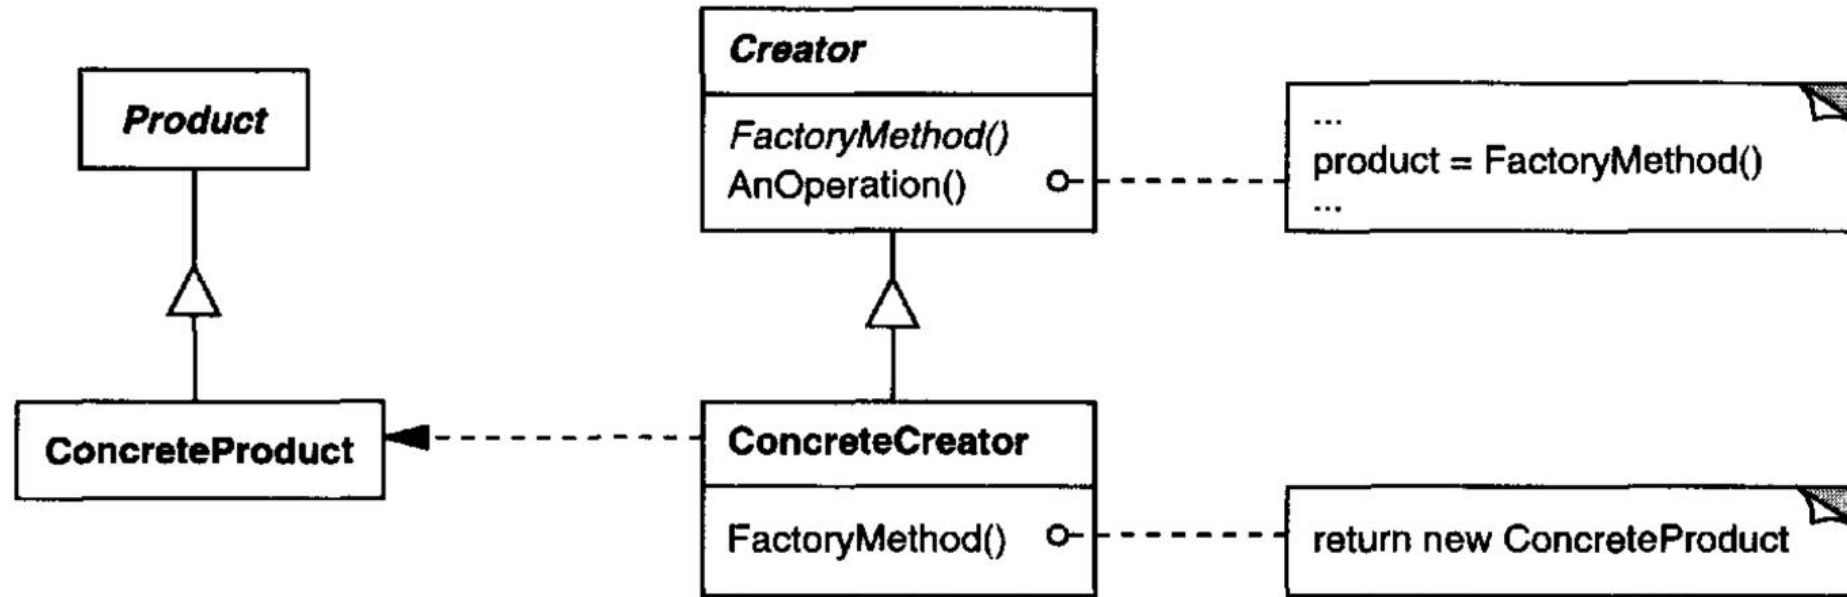 Product
ConcreteProduct
Creator
FactoryMethod()
AnOperation()
...
product = FactoryMethod()
...
ConcreteCreator
FactoryMethod()
return new ConcreteProduct